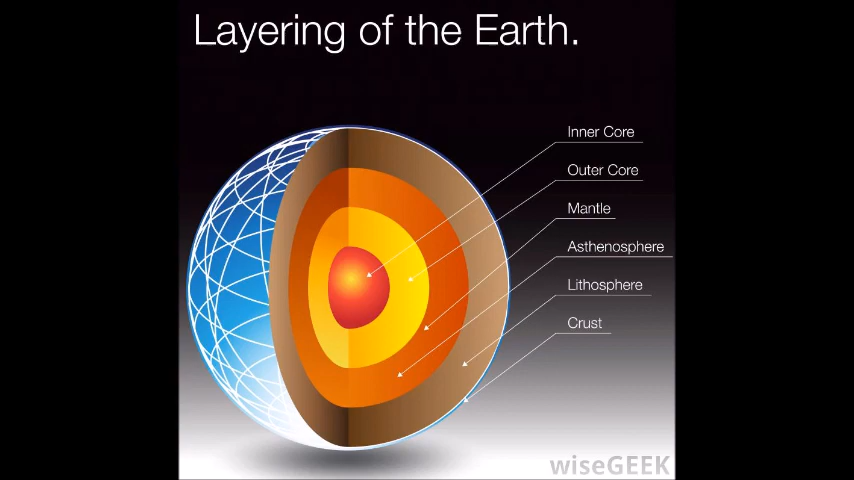 Layering of the Earth.
Inner Core
Outer Core
Mantle
Asthenosphere
Lithosphere
Crust
wiseGEEK